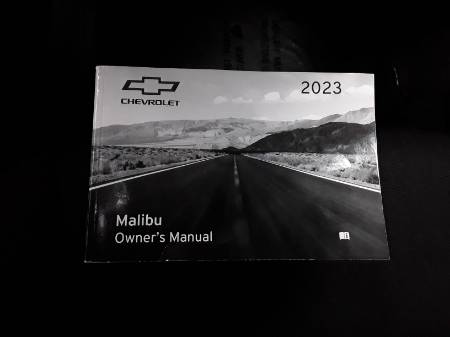 CHEVROLET
2023
Malibu
Owner's Manual